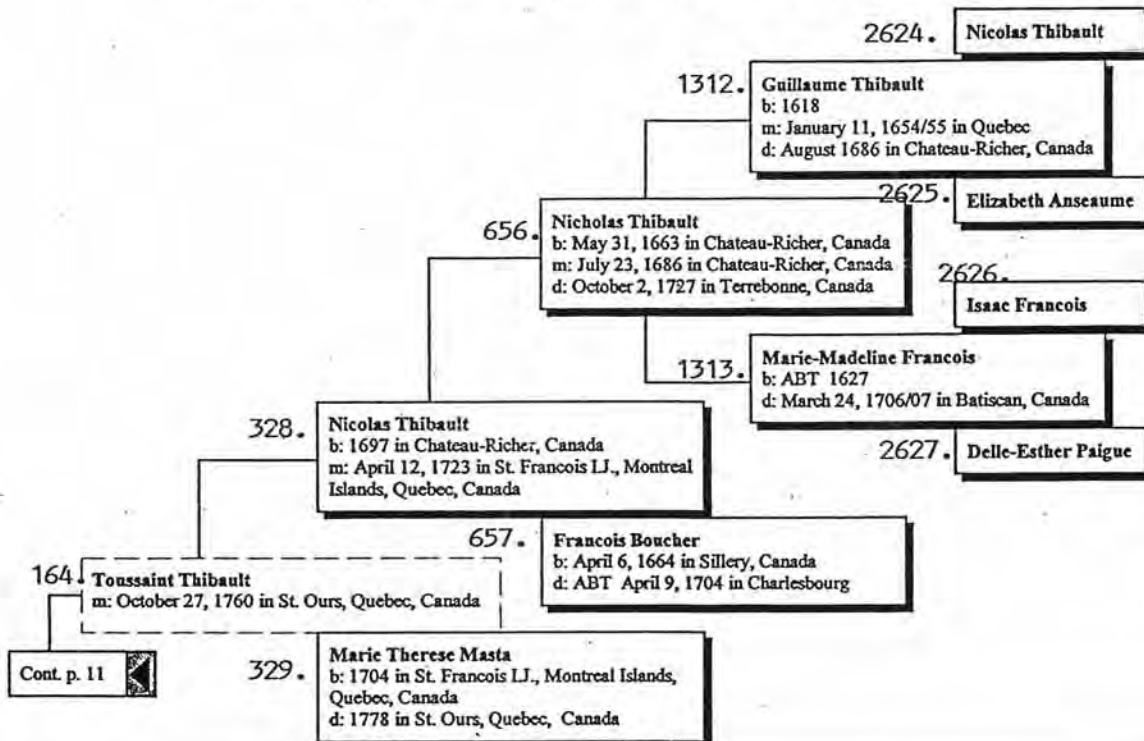 2624.
Nicolas Thibault
1312.
Guillaume Thibault
b: 1618
m: January 11, 1654/55 in Quebec
d: August 1686 in Chateau-Richer, Canada
2625.
Elizabeth Anseaume
656.
Nicholas Thibault
b: May 31, 1663 in Chateau-Richer, Canada
m: July 23, 1686 in Chateau-Richer, Canada
d: October 2, 1727 in Terrebonne, Canada
2626.
Isaac Francois
1313.
Marie-Madeline Francois
b: ABT 1627
d: March 24, 1706/07 in Batiscan, Canada
2627.
Delle-Esther Paigue
328.
Nicolas Thibault
b: 1697 in Chateau-Richer, Canada
m: April 12, 1723 in St. Francois I.J., Montreal
Islands, Quebec, Canada
657.
Francois Boucher
b: April 6, 1664 in Sillery, Canada
d: ABT April 9, 1704 in Charlesbourg
164.
Toussaint Thibault
m: October 27, 1760 in St. Ours, Quebec, Canada
Cont. p. 11
329.
Marie Therese Masta
b: 1704 in St. Francois I.J., Montreal Islands,
Quebec, Canada
d: 1778 in St. Ours, Quebec, Canada